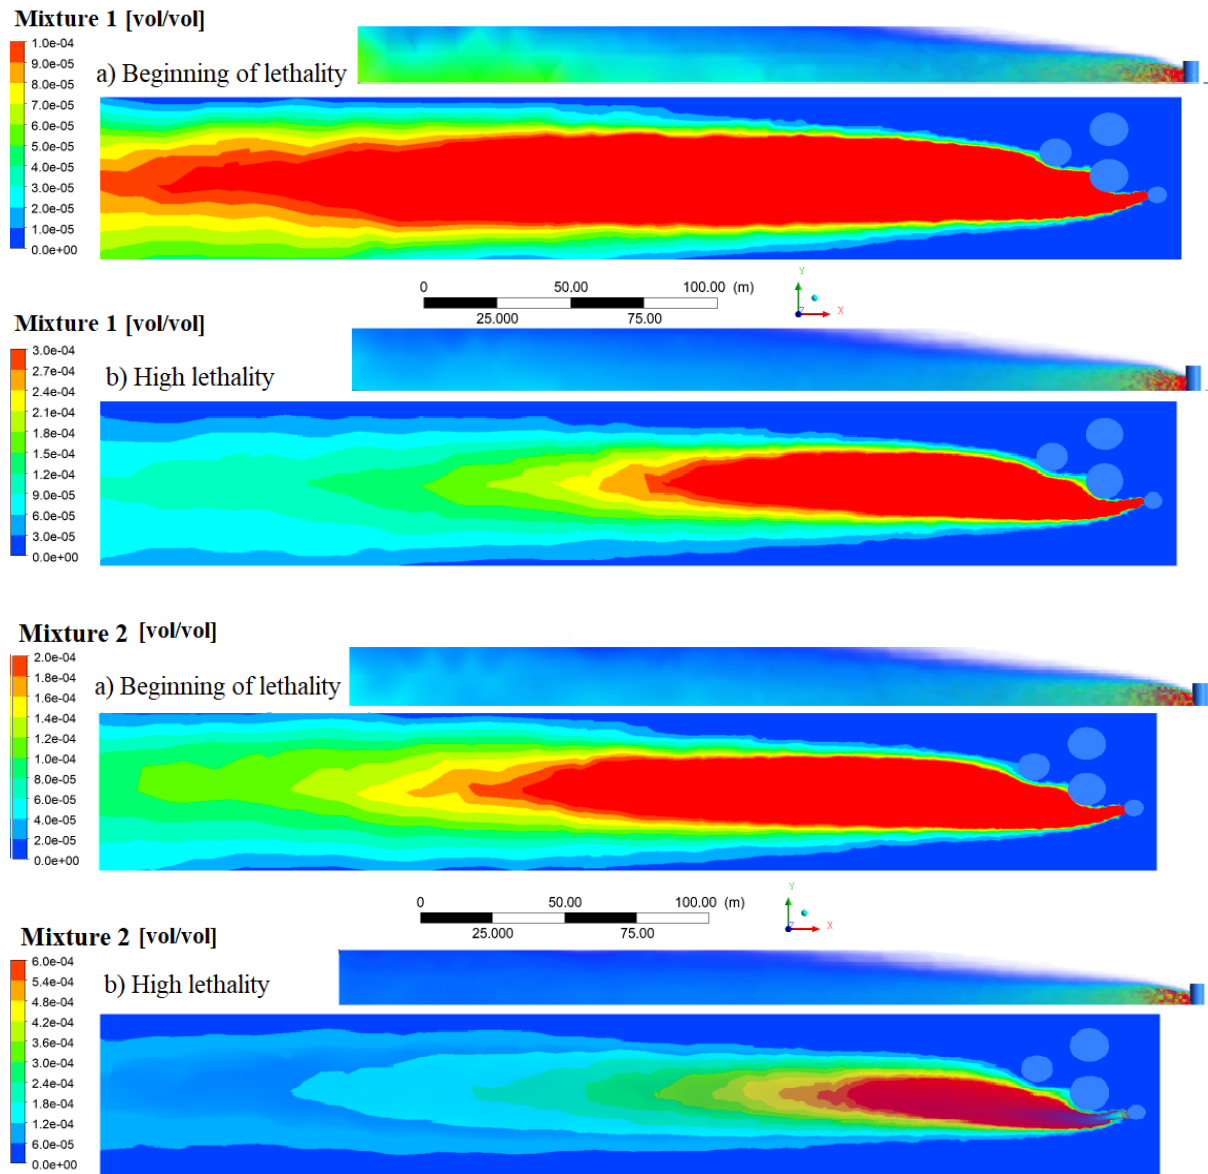 Mixture 1 [vol/vol]
1.0e-04
9.0e-05
8.0e-05
7.0e-05
6.0e-05
5.0e-05
4.0e-05
3.0e-05
2.0e-05
1.0e-05
0.0e+00
a) Beginning of lethality
0 50.00 100.00 (m)
25.000 75.00
Y
Z X
Mixture 1 [vol/vol]
3.0e-04
2.7e-04
2.4e-04
2.1e-04
1.8e-04
1.5e-04
1.2e-04
9.0e-05
6.0e-05
3.0e-05
0.0e+00
b) High lethality
Mixture 2 [vol/vol]
2.0e-04
1.8e-04
1.6e-04
1.4e-04
1.2e-04
1.0e-04
8.0e-05
6.0e-05
4.0e-05
2.0e-05
0.0e+00
a) Beginning of lethality
0 50.00 100.00 (m)
25.000 75.00
Y
Z X
Mixture 2 [vol/vol]
6.0e-04
5.4e-04
4.8e-04
4.2e-04
3.6e-04
3.0e-04
2.4e-04
1.8e-04
1.2e-04
6.0e-05
0.0e+00
b) High lethality